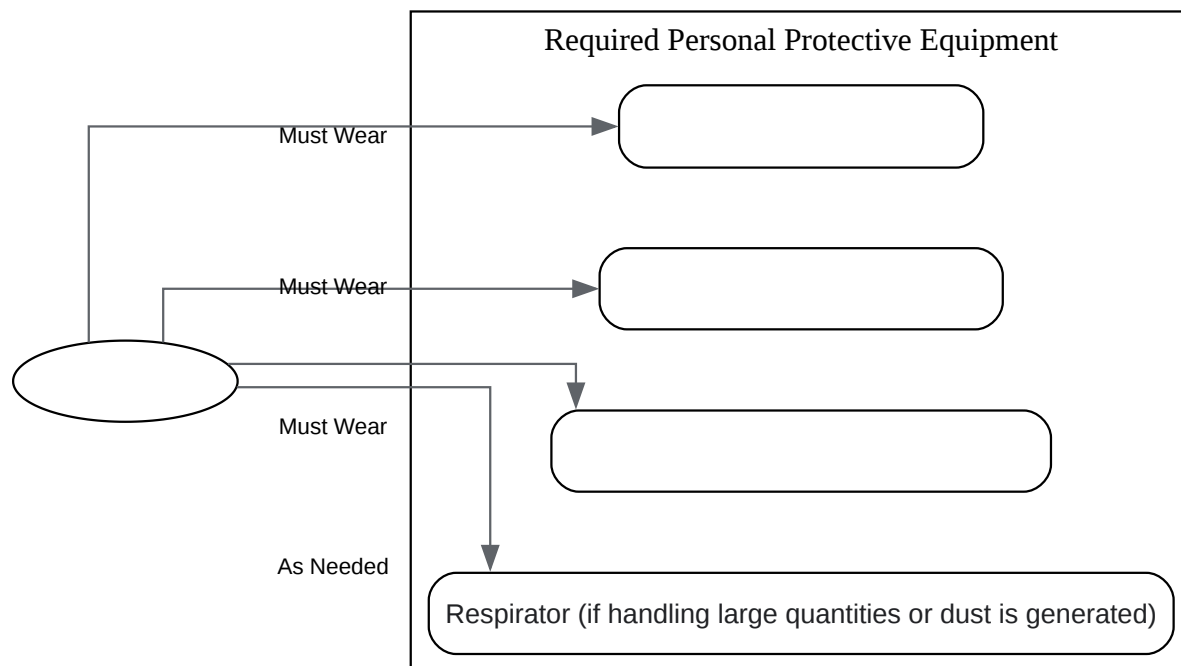 Required Personal Protective Equipment
Must Wear
Must Wear
Must Wear
As Needed
Respirator (if handling large quantities or dust is generated)